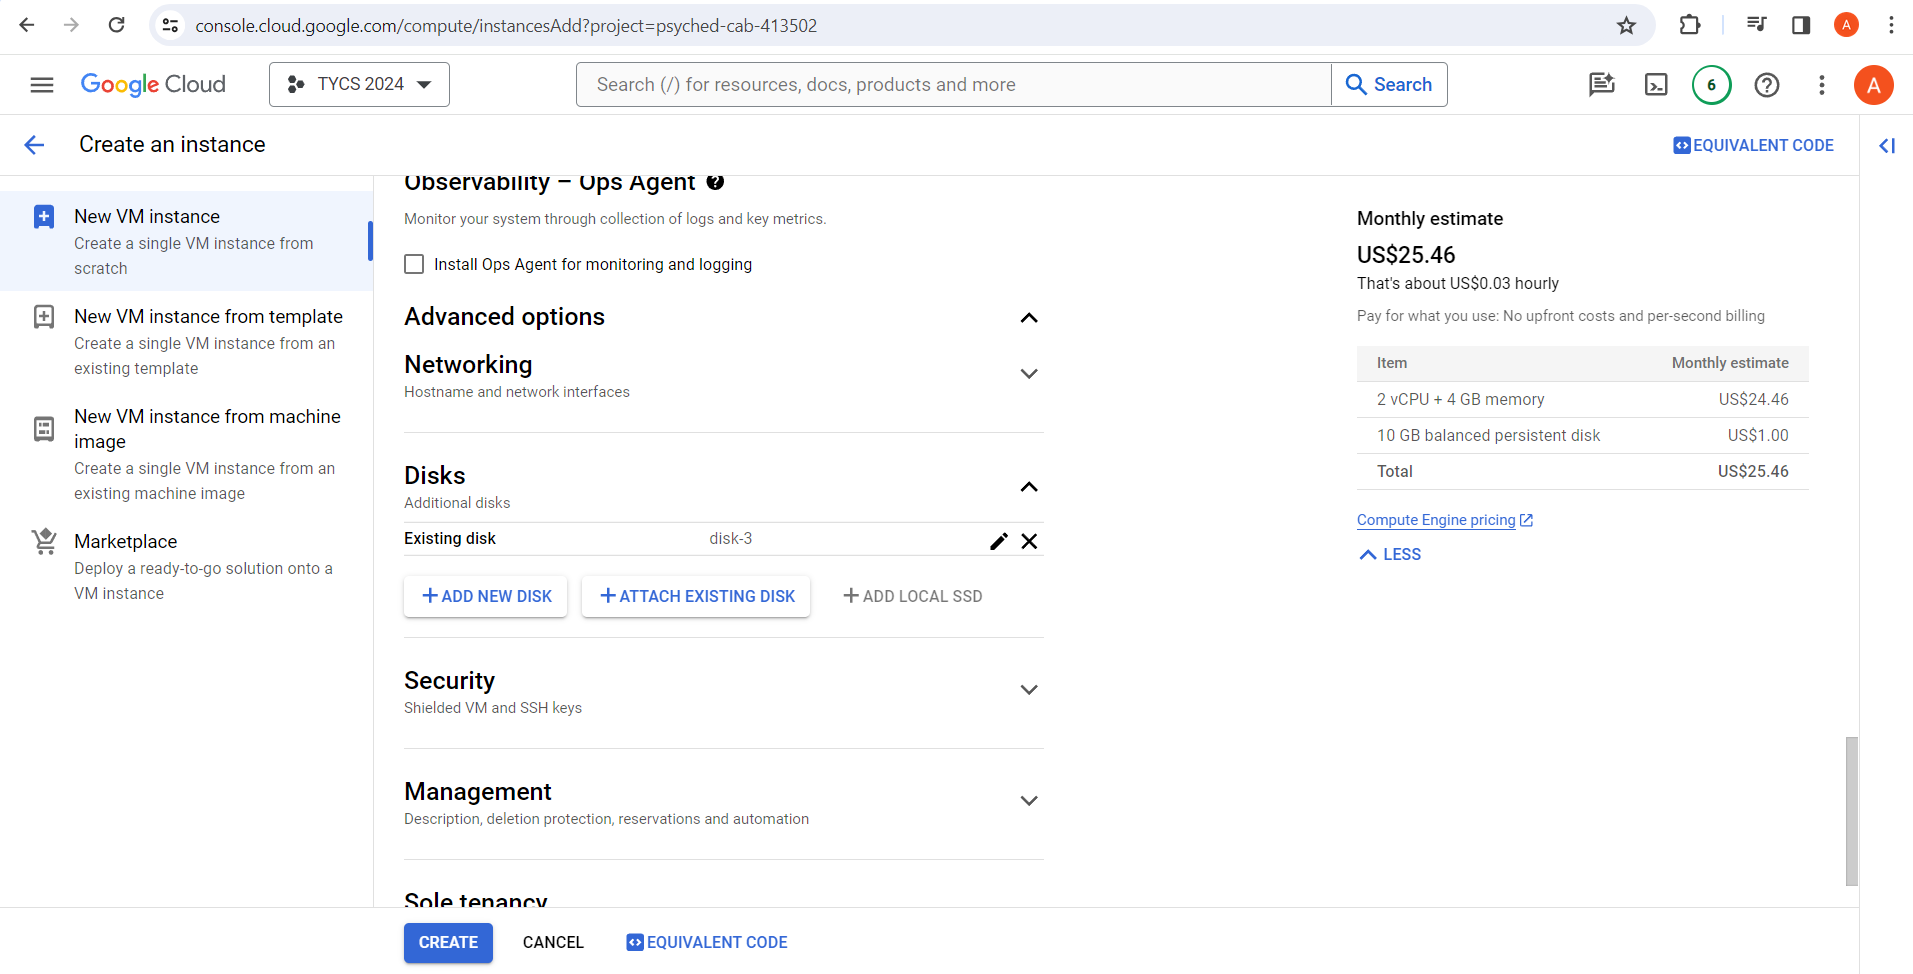 console.cloud.google.com/compute/instancesAdd?project=psyched-cab-413502
A
Google Cloud
TYCS 2024
Search (/) for resources, docs, products and more
Search
6
A
Create an instance
EQUIVALENT CODE
New VM instance
Create a single VM instance from
scratch
New VM instance from template
Create a single VM instance from an
existing template
New VM instance from machine
image
Create a single VM instance from an
existing machine image
Marketplace
Deploy a ready-to-go solution onto a
VM instance
Observability – Ops Agent
Monitor your system through collection of logs and key metrics.
Install Ops Agent for monitoring and logging
Advanced options
Networking
Hostname and network interfaces
Disks
Additional disks
Existing disk disk-3
ADD NEW DISK ATTACH EXISTING DISK ADD LOCAL SSD
Security
Shielded VM and SSH keys
Management
Description, deletion protection, reservations and automation
Sole tenancy
CREATE CANCEL EQUIVALENT CODE
Monthly estimate
US$25.46
That's about US$0.03 hourly
Pay for what you use: No upfront costs and per-second billing
Item Monthly estimate
2 vCPU + 4 GB memory US$24.46
10 GB balanced persistent disk US$1.00
Total US$25.46
Compute Engine pricing
LESS